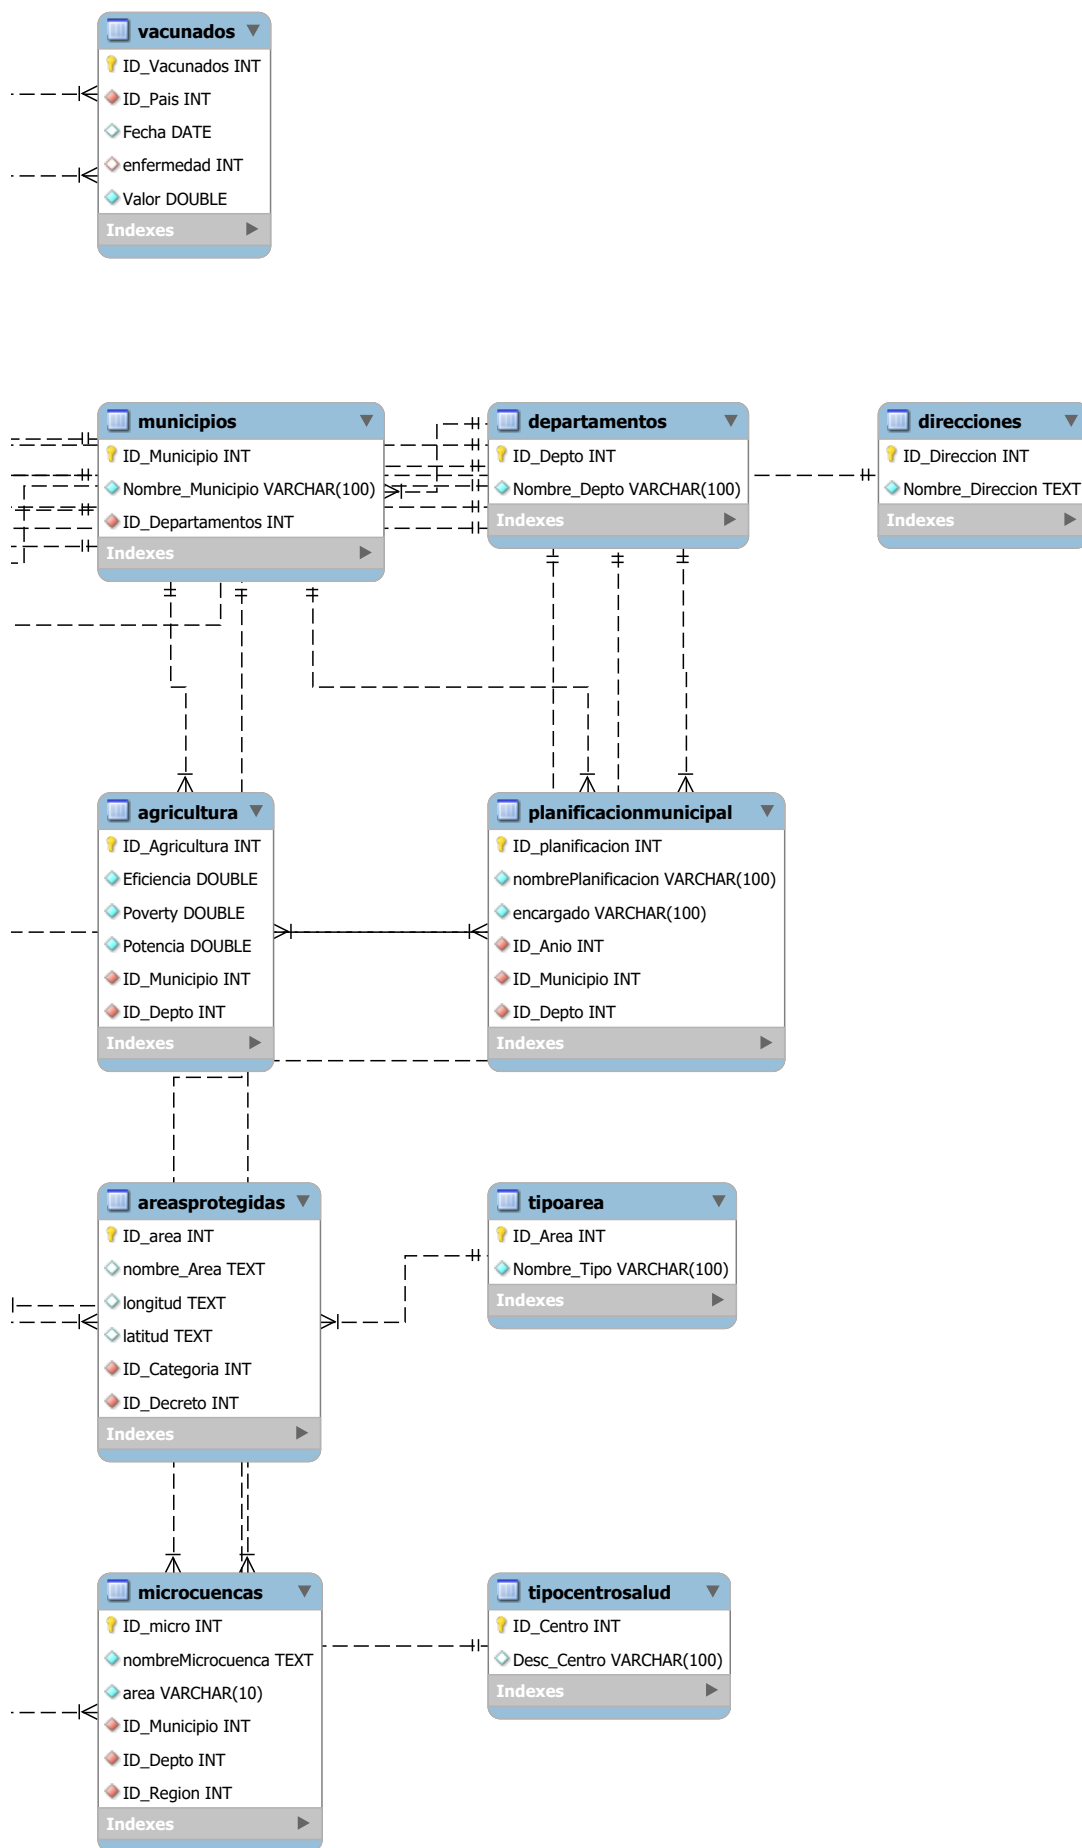 vacunados
ID_Vacunados INT
ID_Pais INT
Fecha DATE
enfermedad INT
Valor DOUBLE
Indexes
municipios
ID_Municipio INT
Nombre_Municipio VARCHAR(100)
ID_Departamentos INT
Indexes
departamentos
ID_Depto INT
Nombre_Depto VARCHAR(100)
Indexes
direcciones
ID_Direccion INT
Nombre_Direccion TEXT
Indexes
agricultura
ID_Agricultura INT
Eficiencia DOUBLE
Poverty DOUBLE
Potencia DOUBLE
ID_Municipio INT
ID_Depto INT
Indexes
planificacionmunicipal
ID_planificacion INT
nombrePlanificacion VARCHAR(100)
encargado VARCHAR(100)
ID_Anio INT
ID_Municipio INT
ID_Depto INT
Indexes
areasprotegidas
ID_area INT
nombre_Area TEXT
longitud TEXT
latitud TEXT
ID_Categoria INT
ID_Decreto INT
Indexes
tipoarea
ID_Area INT
Nombre_Tipo VARCHAR(100)
Indexes
microcuencas
ID_micro INT
nombreMicrocuenca TEXT
area VARCHAR(10)
ID_Municipio INT
ID_Depto INT
ID_Region INT
Indexes
tipocentrosalud
ID_Centro INT
Desc_Centro VARCHAR(100)
Indexes